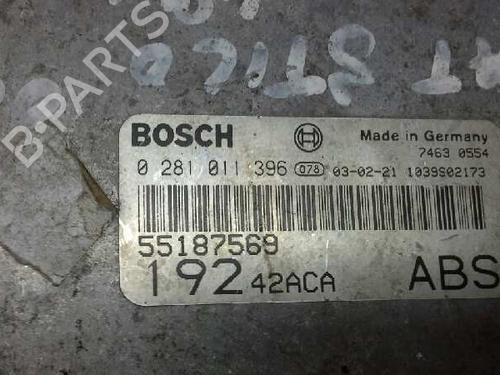 STILO
B-PARTS
BOSCH
Made in Germany
7463 0554
0 281 011 396 078 03-02-21 1039S02173
55187569
192 42ACA ABS